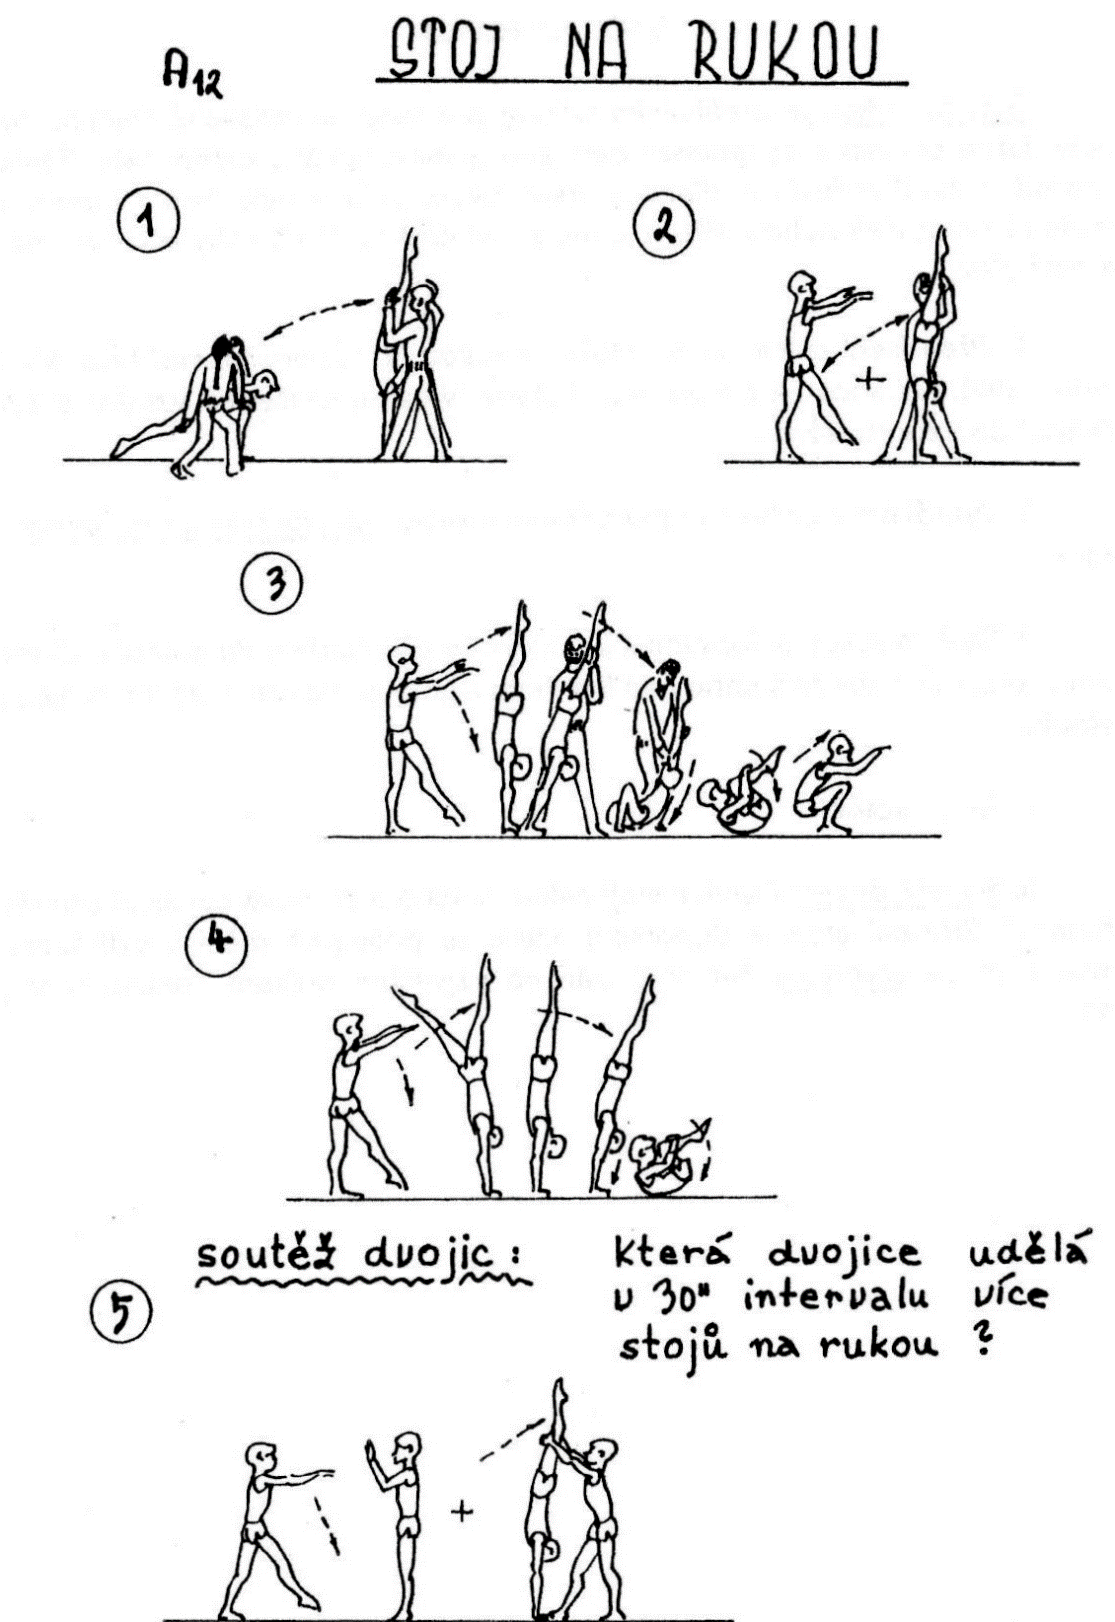 A12
STOJ NA RUKOU
1
2
3
4
soutěž dvojic :
Která dvojice udělá
v 30" intervalu více
stojů na rukou ?
5
+
+